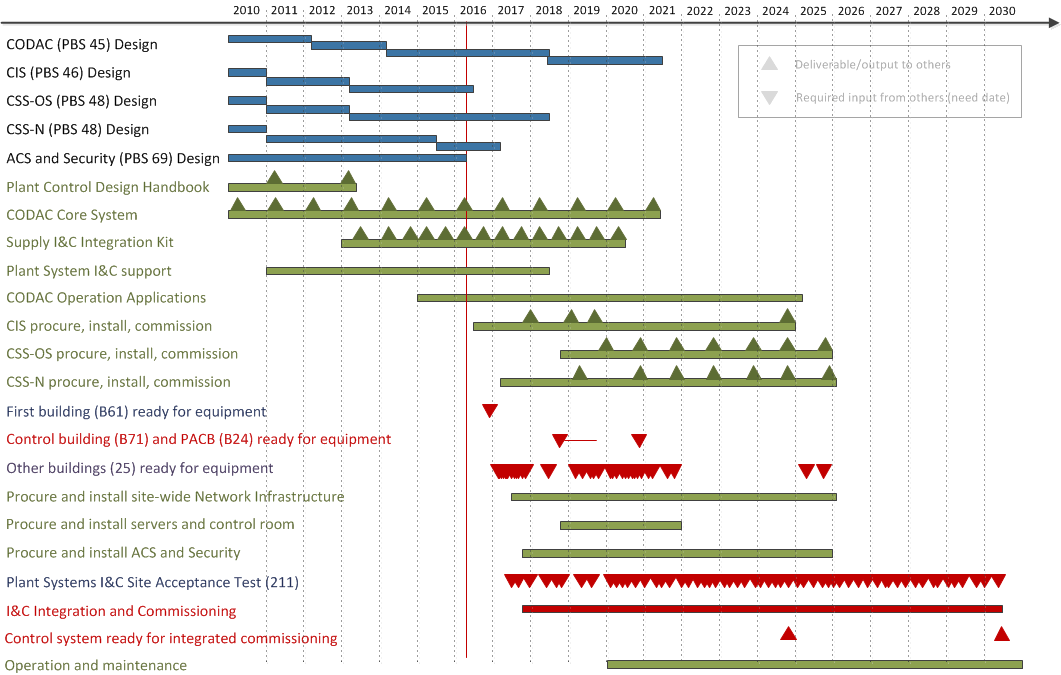 2010 2011 2012 2013 2014 2015 2016 2017 2018 2019 2020 2021 2022 2023 2024 2025 2026 2027 2028 2029 2030
CODAC (PBS 45) Design
Deliverable/output to others
CIS (PBS 46) Design
Required input from others (need date)
CSS-OS (PBS 48) Design
CSS-N (PBS 48) Design
ACS and Security (PBS 69) Design
Plant Control Design Handbook
CODAC Core System
Supply I&C Integration Kit
Plant System I&C support
CODAC Operation Applications
CIS procure, install, commission
CSS-OS procure, install, commission
CSS-N procure, install, commission
First building (B61) ready for equipment
Control building (B71) and PACB (B24) ready for equipment
Other buildings (25) ready for equipment
Procure and install site-wide Network Infrastructure
Procure and install servers and control room
Procure and install ACS and Security
Plant Systems I&C Site Acceptance Test (211)
I&C Integration and Commissioning
Control system ready for integrated commissioning
Operation and maintenance